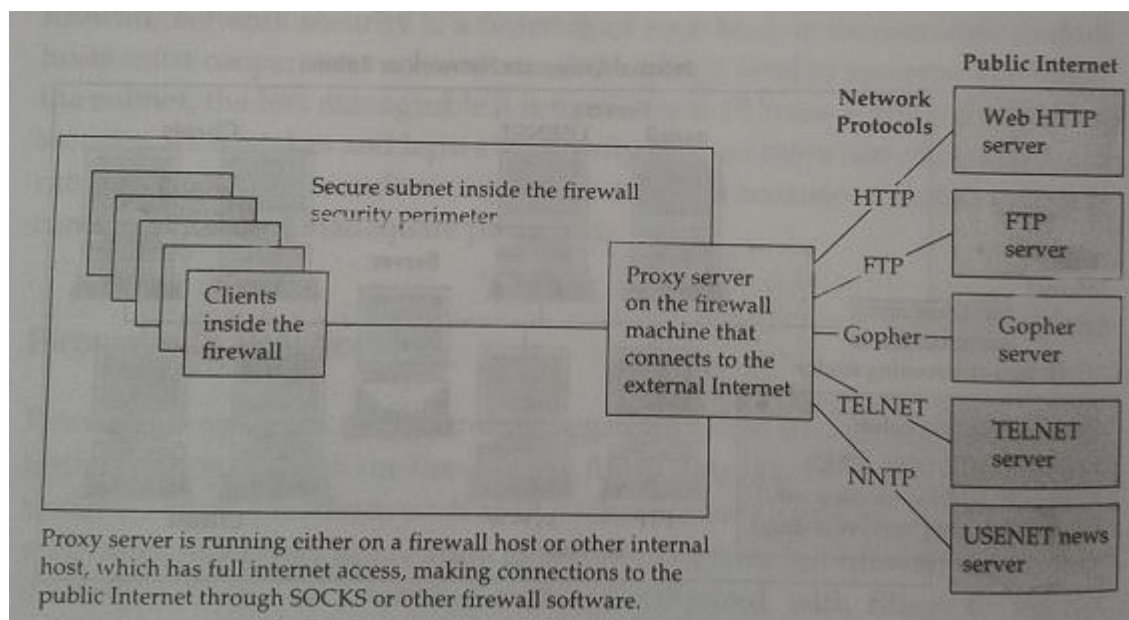 Public Internet
Network
Protocols
Web HTTP
server
Secure subnet inside the firewall
security perimeter
HTTP
FTP
server
Clients
inside the
firewall
Proxy server
on the firewall
machine that
connects to the
external Internet
FTP
Gopher
Gopher
server
TELNET
TELNET
server
NNTP
USENET news
server
Proxy server is running either on a firewall host or other internal
host, which has full internet access, making connections to the
public Internet through SOCKS or other firewall software.